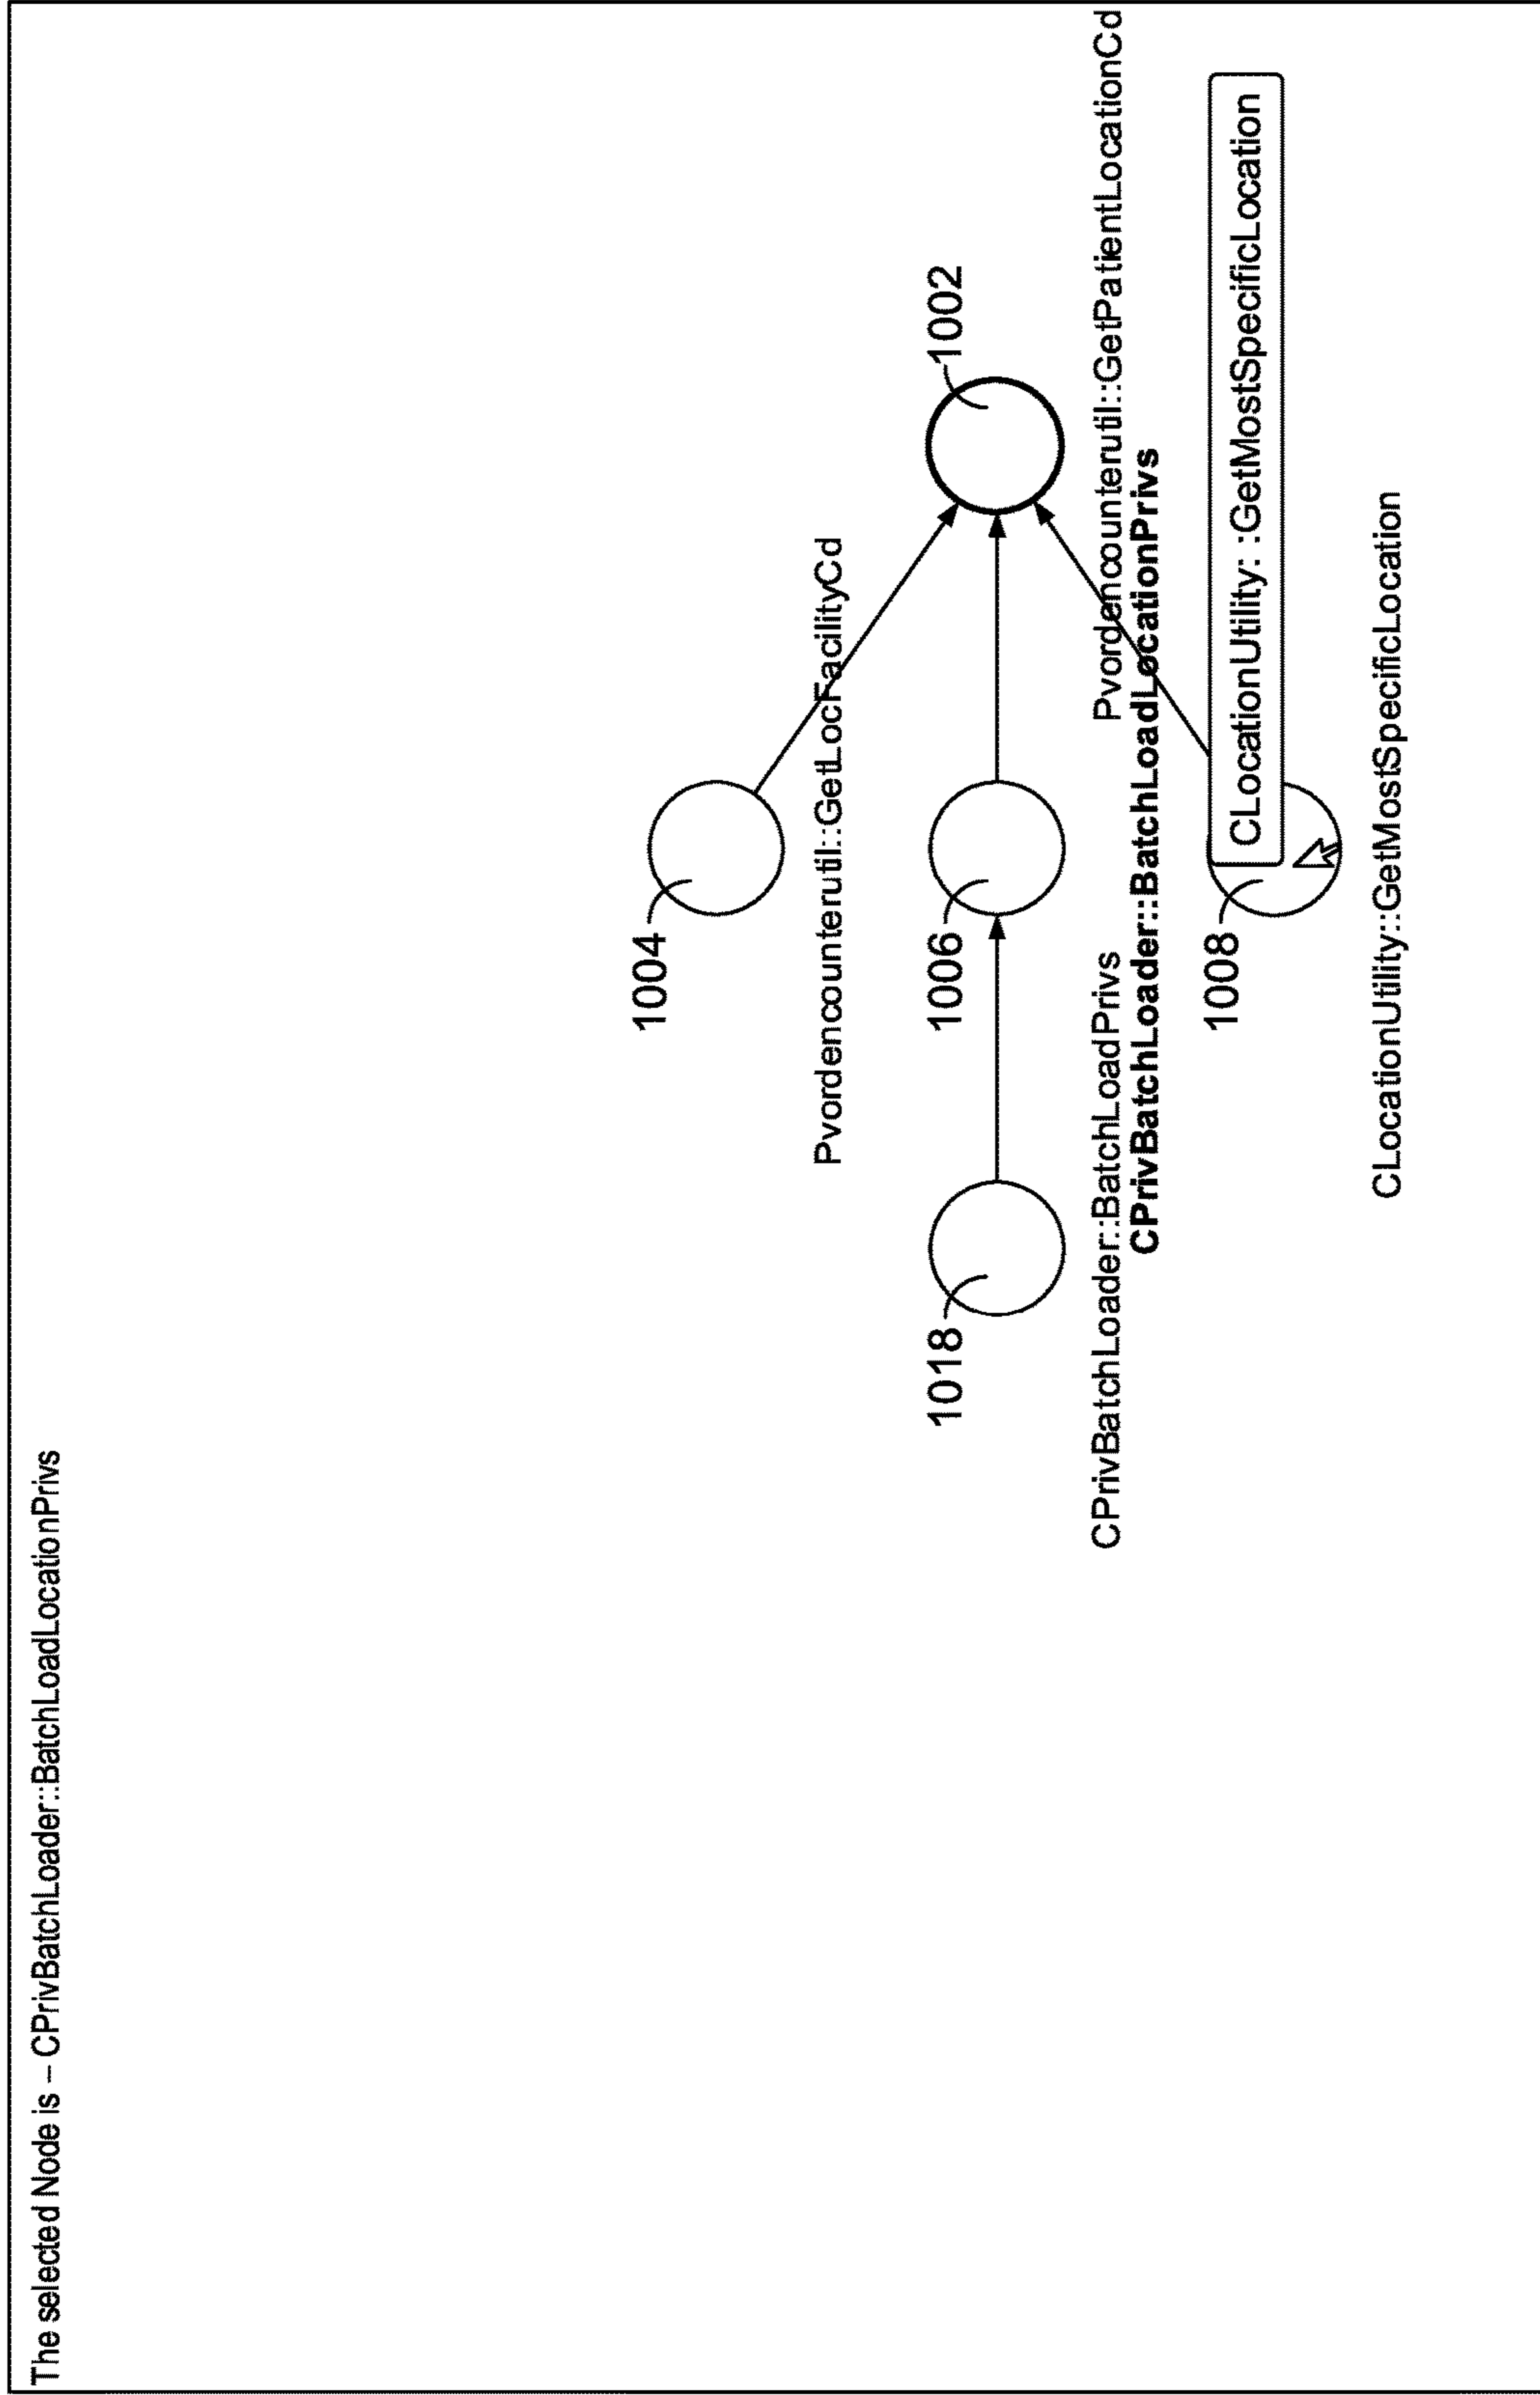 The selected Node is – CPrivBatchLoader::BatchLoadLocationPrivs
1004
Pvordencounterutil::GetLocFacilityCd
1018
1006
1002
CPrivBatchLoader::BatchLoadPrivs
Pvordencounterutil::GetPatientLocationCd
CPrivBatchLoader::BatchLoadLocationPrivs
1008
CLocationUtility: :GetMostSpecificLocation
CLocationUtility::GetMostSpecificLocation